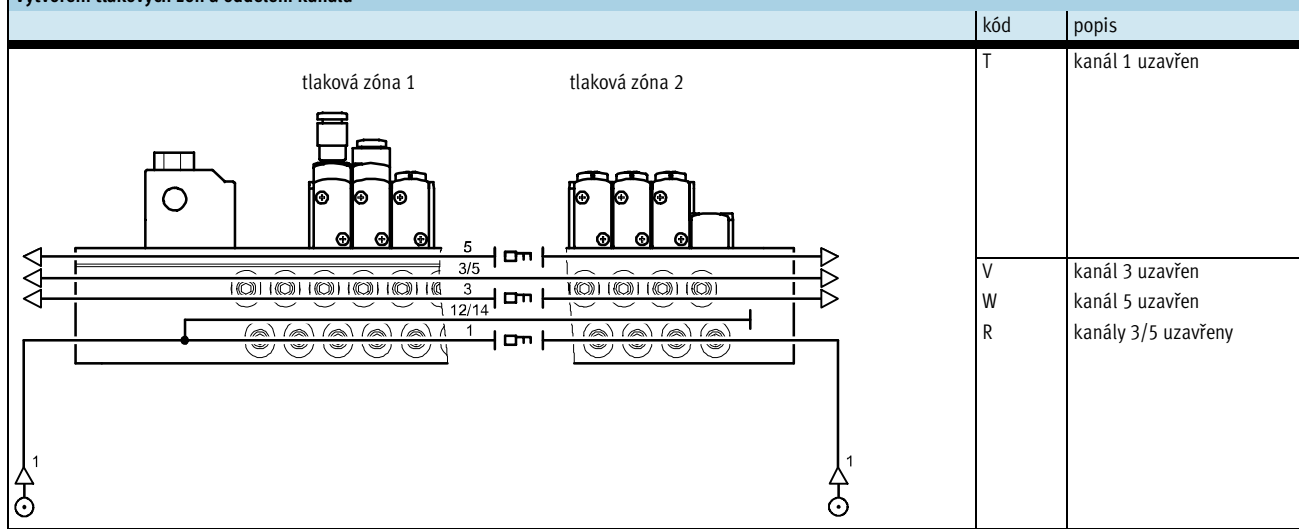 kód popis
T kanál 1 uzavřen
tlaková zóna 1 tlaková zóna 2
5
3/5
3
12/14
1
V kanál 3 uzavřen
W kanál 5 uzavřen
R kanály 3/5 uzavřeny
1 1